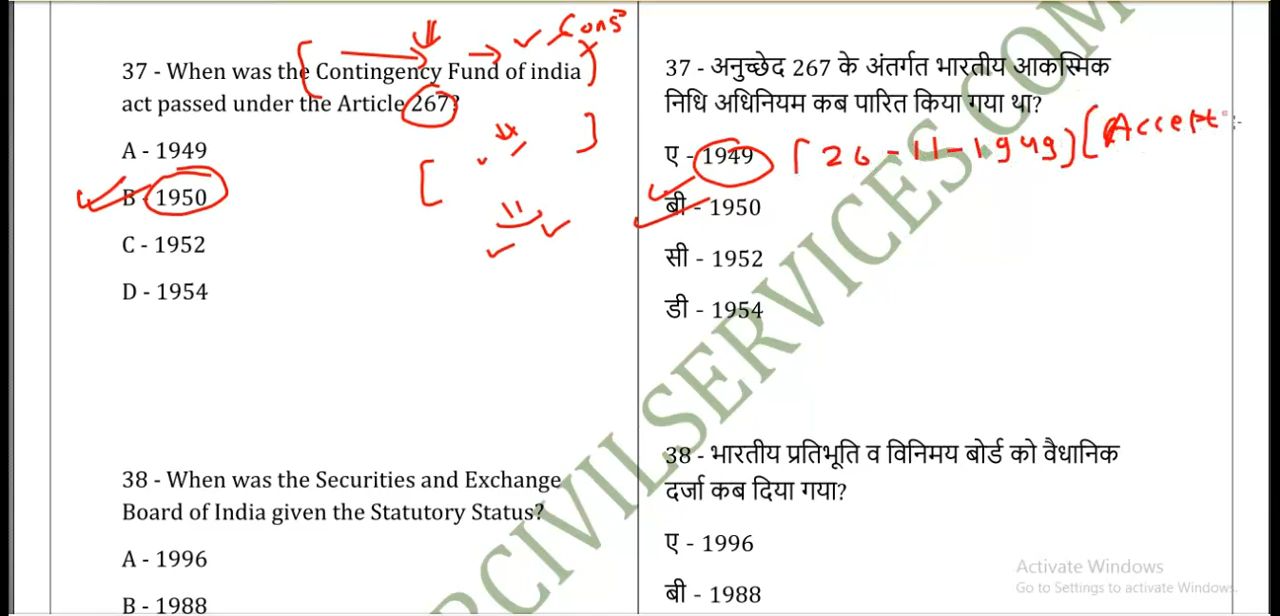 37 - When was the Contingency Fund of india
act passed under the Article 267?
A - 1949
B - 1950
C - 1952
D - 1954
38 - When was the Securities and Exchange
Board of India given the Statutory Status?
A - 1996
B - 1988
Cons
37 - अनुच्छेद 267 के अंतर्गत भारतीय आकस्मिक
निधि अधिनियम कब पारित किया गया था?
ए - 1949 [26-11-1949) [Accept
बी - 1950
सी - 1952
डी - 1954
38 - भारतीय प्रतिभूति व विनिमय बोर्ड को वैधानिक
दर्जा कब दिया गया?
ए - 1996
बी - 1988
RCIVILSERVICES.COM
Activate Windows
Go to Settings to activate Windows.